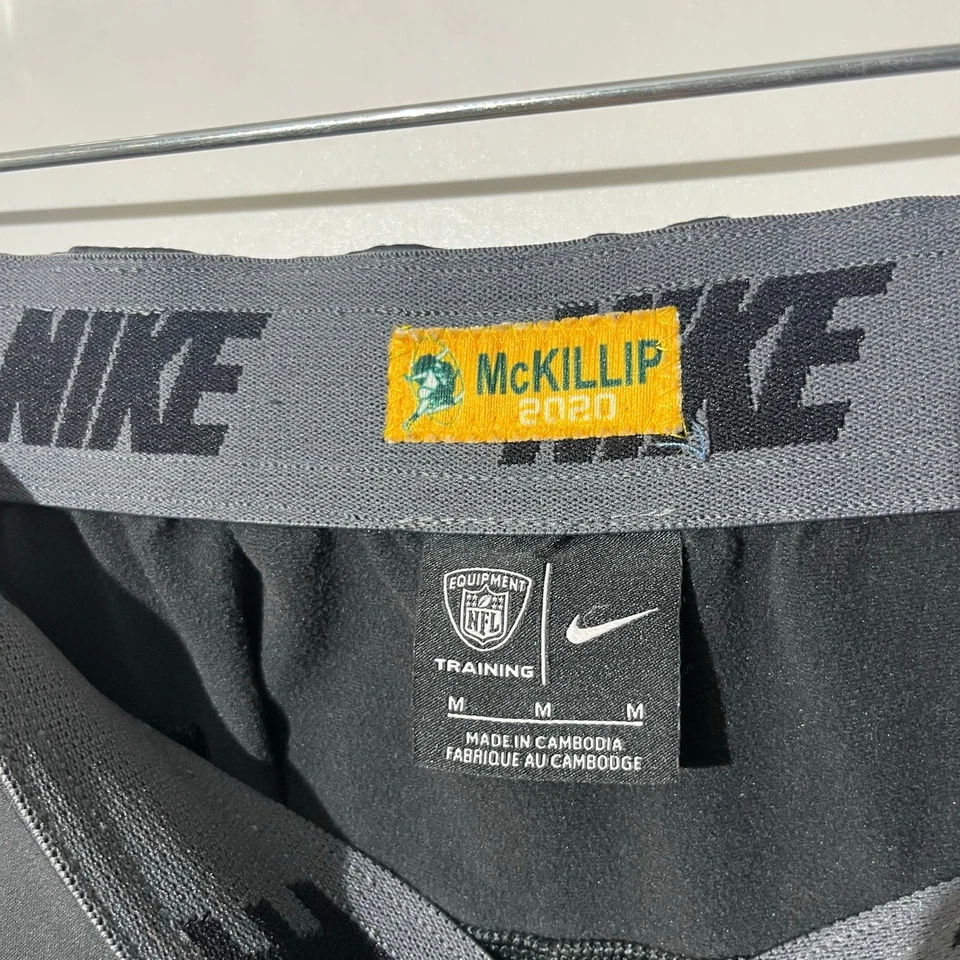 NIKE
NIKE
McKILLIP
2020
EQUIPMENT
NFL
TRAINING
M M M
MADE IN CAMBODIA
FABRIQUE AU CAMBODGE